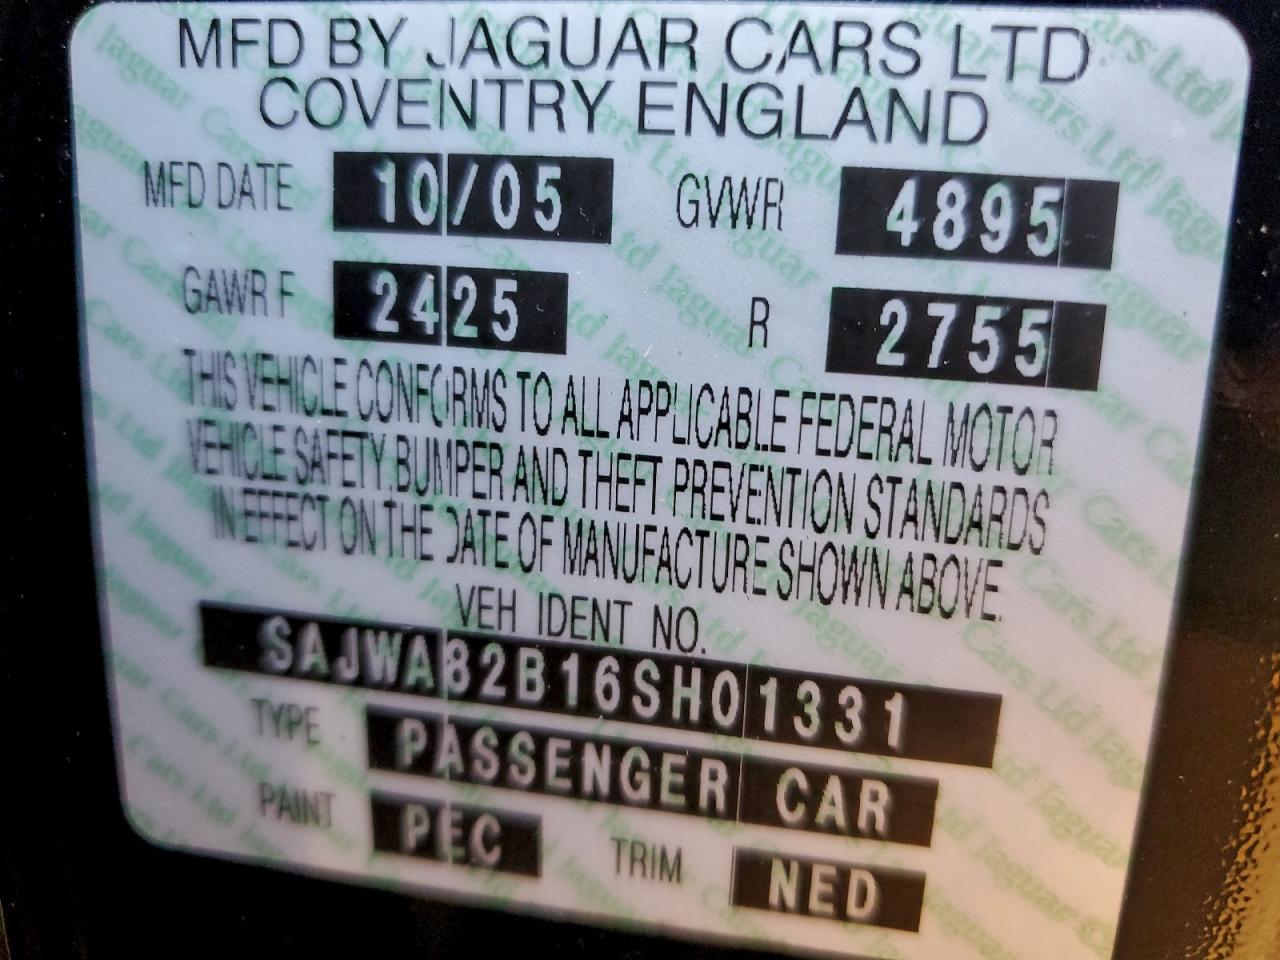 MFD BY JAGUAR CARS LTD
COVENTRY ENGLAND
MFD DATE 10/05 GVWR 4895
GAWR F 2425 R 2755
THIS VEHICLE CONFORMS TO ALL APPLICABLE FEDERAL MOTOR
VEHICLE SAFETY, BUMPER AND THEFT PREVENTION STANDARDS
IN EFFECT ON THE DATE OF MANUFACTURE SHOWN ABOVE.
VEH IDENT NO.
SAJWA82B16SH01331
TYPE PASSENGER CAR
PAINT PEC TRIM NED